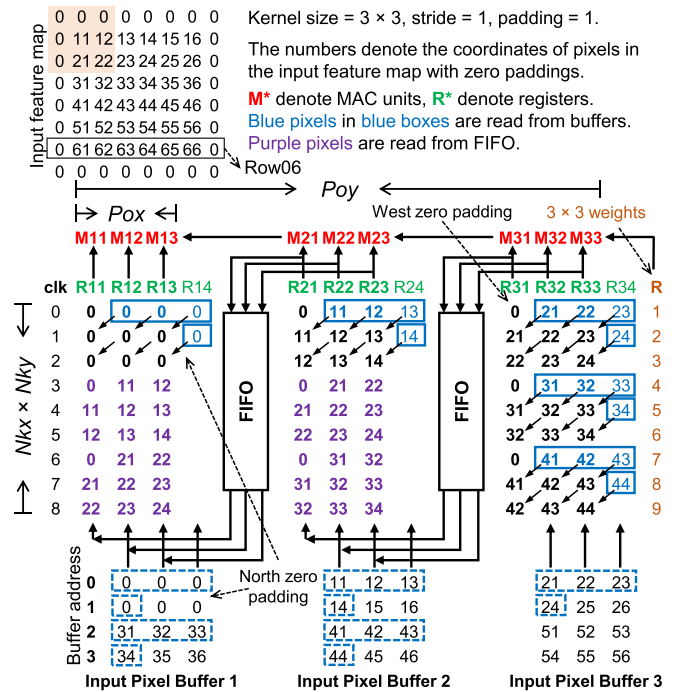 0 0 0 0 0 0 0 0
0 11 12 13 14 15 16 0
0 21 22 23 24 25 26 0
0 31 32 33 34 35 36 0
0 41 42 43 44 45 46 0
0 51 52 53 54 55 56 0
0 61 62 63 64 65 66 0
0 0 0 0 0 0 0 0
Input feature map
Row06
Kernel size = 3 × 3, stride = 1, padding = 1.
The numbers denote the coordinates of pixels in
the input feature map with zero paddings.
M* denote MAC units, R* denote registers.
Blue pixels in blue boxes are read from buffers.
Purple pixels are read from FIFO.
Poy
Pox
West zero padding
3 × 3 weights
M11 M12 M13 M21 M22 M23 M31 M32 M33
clk R11 R12 R13 R14 R21 R22 R23 R24 R31 R32 R33 R34 R
0 0 0 0 0 0 11 12 13 0 21 22 23 1
1 0 0 0 0 11 12 13 14 21 22 23 24 2
2 0 0 0 12 13 14 22 23 24 3
3 0 11 12 0 21 22 0 31 32 33 4
4 11 12 13 21 22 23 31 32 33 34 5
5 12 13 14 22 23 24 32 33 34 6
6 0 21 22 0 31 32 0 41 42 43 7
7 21 22 23 31 32 33 41 42 43 44 8
8 22 23 24 32 33 34 42 43 44 9
Nkx × Nky
FIFO
FIFO
North zero
padding
Buffer address
0 0 0 0 11 12 13 21 22 23
1 0 0 0 14 15 16 24 25 26
2 31 32 33 41 42 43 51 52 53
3 34 35 36 44 45 46 54 55 56
Input Pixel Buffer 1 Input Pixel Buffer 2 Input Pixel Buffer 3